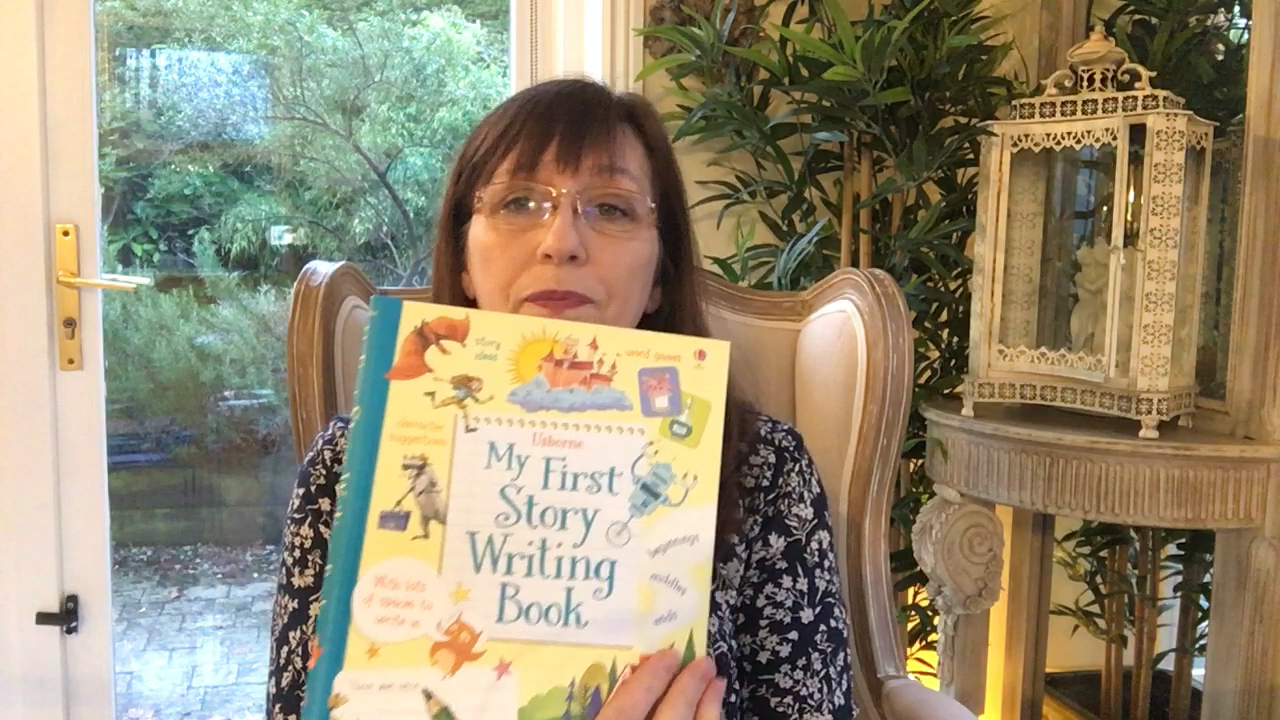 story
ideas
word games
character
suggestions
Usborne
My First
Story
Writing
Book
beginnings
middles
ends
With lots
of spaces to
write in